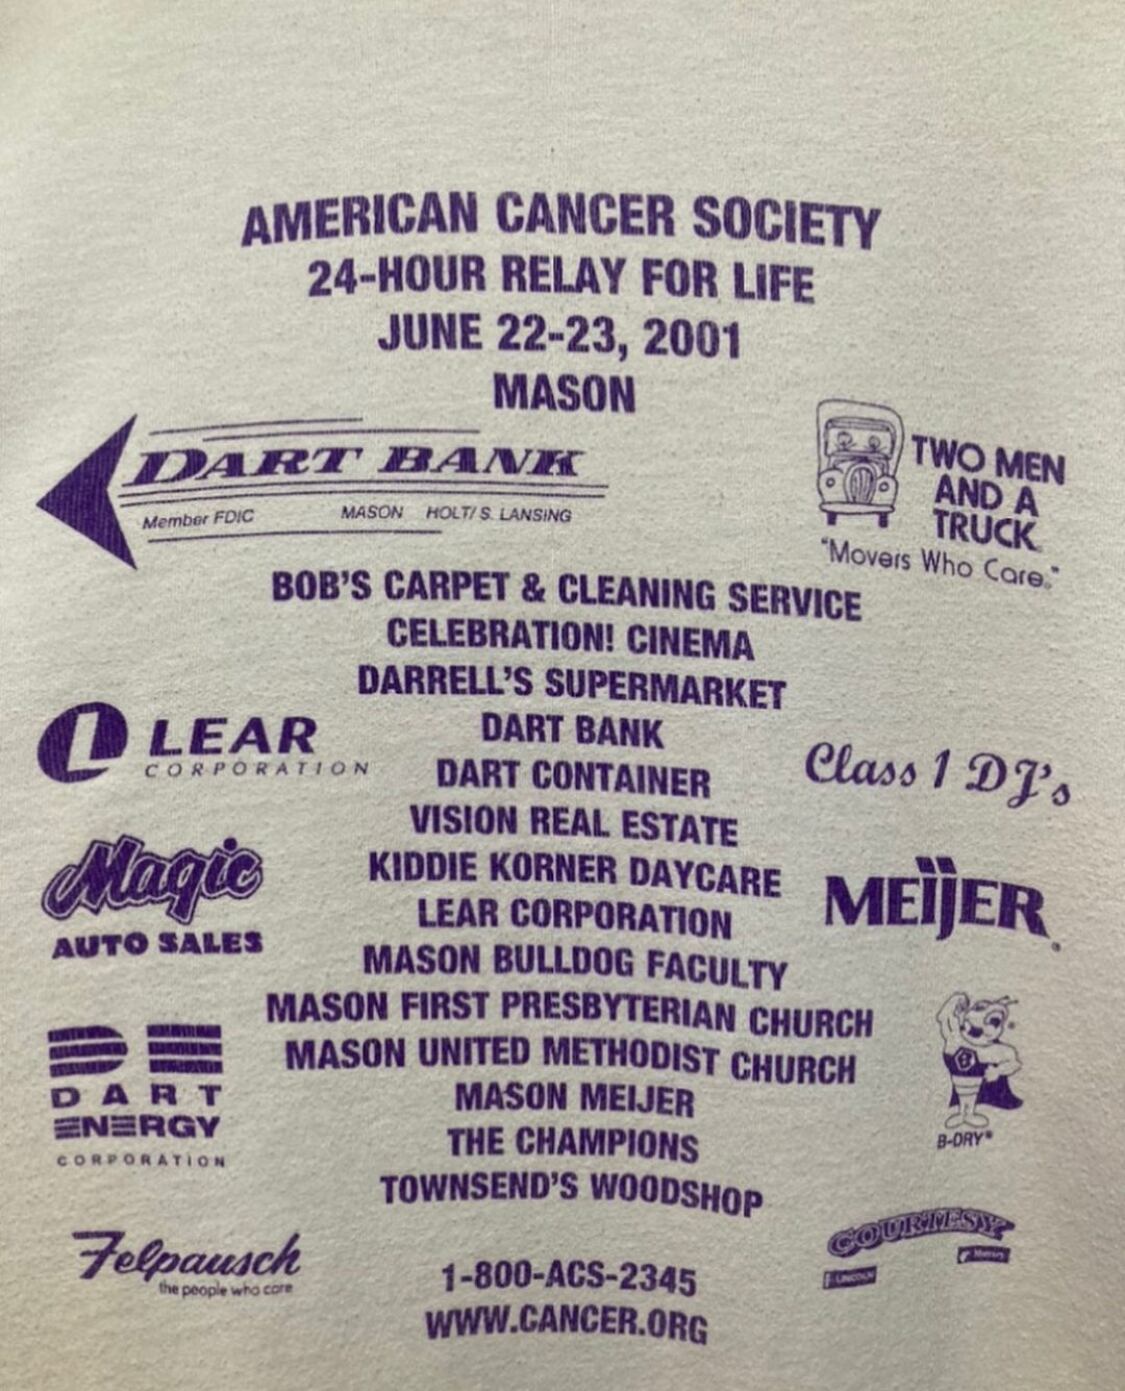 AMERICAN CANCER SOCIETY
24-HOUR RELAY FOR LIFE
JUNE 22-23, 2001
MASON
DART BANK
Member FDIC MASON HOLT/ S. LANSING
TWO MEN
AND A
TRUCK
"Movers Who Care®"
BOB'S CARPET & CLEANING SERVICE
CELEBRATION! CINEMA
DARRELL'S SUPERMARKET
DART BANK
DART CONTAINER
VISION REAL ESTATE
KIDDIE KORNER DAYCARE
LEAR CORPORATION
MASON BULLDOG FACULTY
MASON FIRST PRESBYTERIAN CHURCH
MASON UNITED METHODIST CHURCH
MASON MEIJER
THE CHAMPIONS
TOWNSEND'S WOODSHOP
1-800-ACS-2345
WWW.CANCER.ORG
L LEAR
CORPORATION
Magic
AUTO SALES
DE
DART
ENERGY
CORPORATION
Felpausch
the people who care
Class 1 DJ's
MEIJER®
B-DRY®
COURTESY
Mercury
LINCOLN